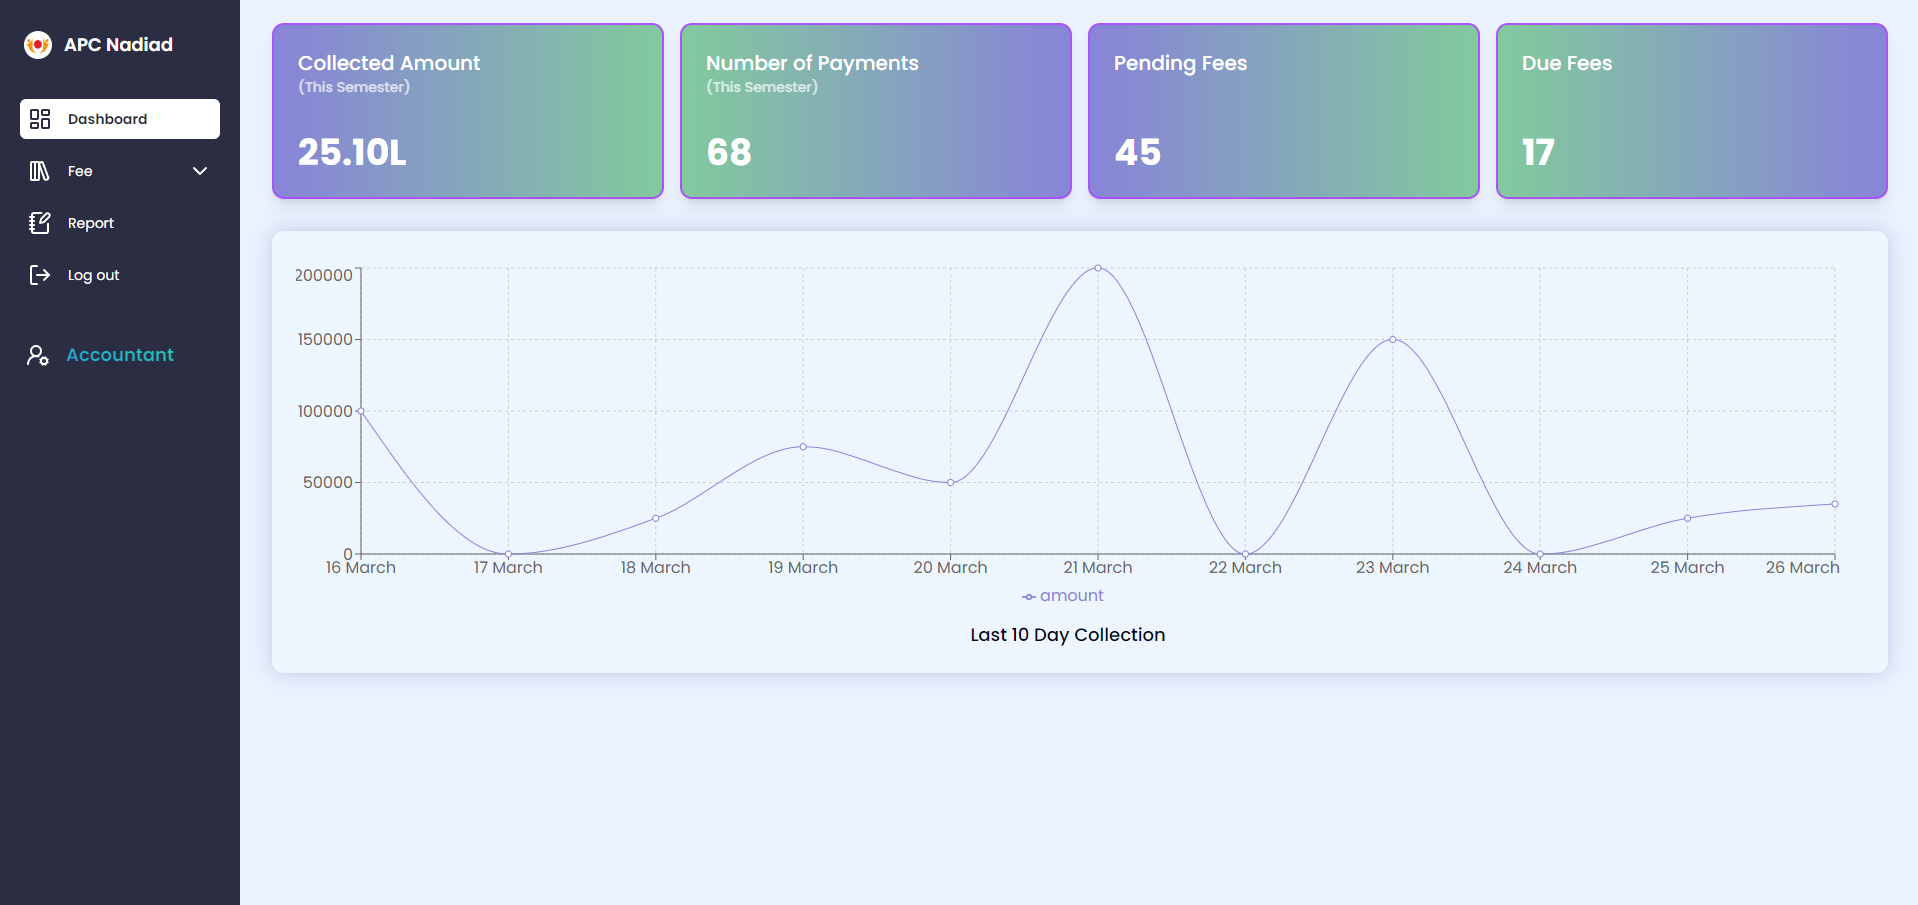 APC Nadiad
Dashboard
Fee
Report
Log out
Accountant
Collected Amount
(This Semester)
25.10L
Number of Payments
(This Semester)
68
Pending Fees
45
Due Fees
17
200000
150000
100000
50000
0
16 March 17 March 18 March 19 March 20 March 21 March 22 March 23 March 24 March 25 March 26 March
amount
Last 10 Day Collection